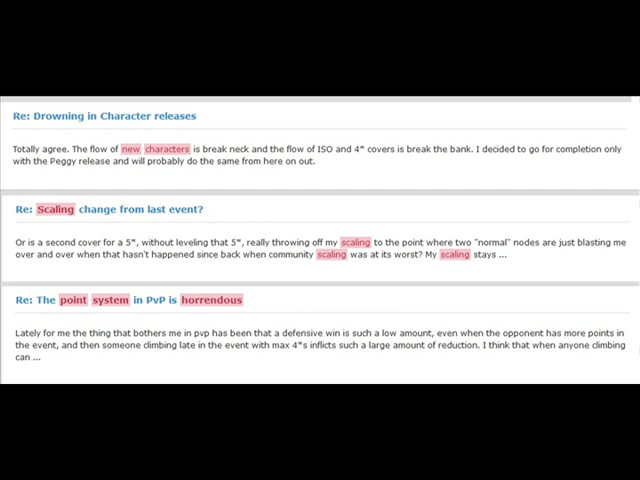 Re: Drowning in Character releases
Totally agree. The flow of new characters is break neck and the flow of ISO and 4* covers is break the bank. I decided to go for completion only
with the Peggy release and will probably do the same from here on out.
Re: Scaling change from last event?
Or is a second cover for a 5*, without leveling that 5*, really throwing off my scaling to the point where two "normal" nodes are just blasting me
over and over when that hasn't happened since back when community scaling was at its worst? My scaling stays ...
Re: The point system in PvP is horrendous
Lately for me the thing that bothers me in pvp has been that a defensive win is such a low amount, even when the opponent has more points in
the event, and then someone climbing late in the event with max 4*s inflicts such a large amount of reduction. I think that when anyone climbing
can ...